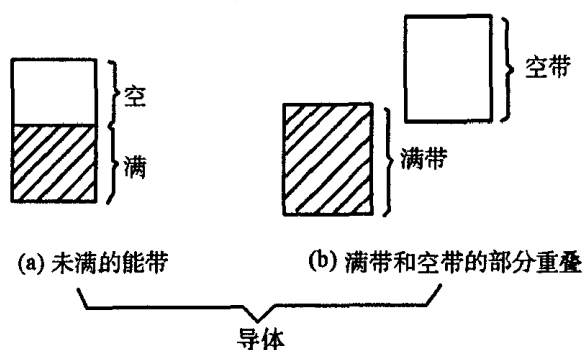 空
满
空带
满带
(a) 未满的能带
(b) 满带和空带的部分重叠
导体